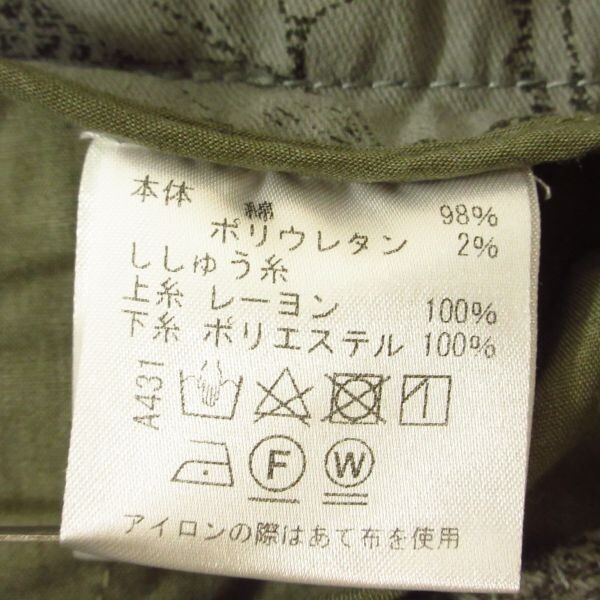 本体 綿 98%
ポリウレタン 2%
ししゅう糸
上糸 レーヨン 100%
下糸 ポリエステル 100%
A431
F W
アイロンの際はあて布を使用